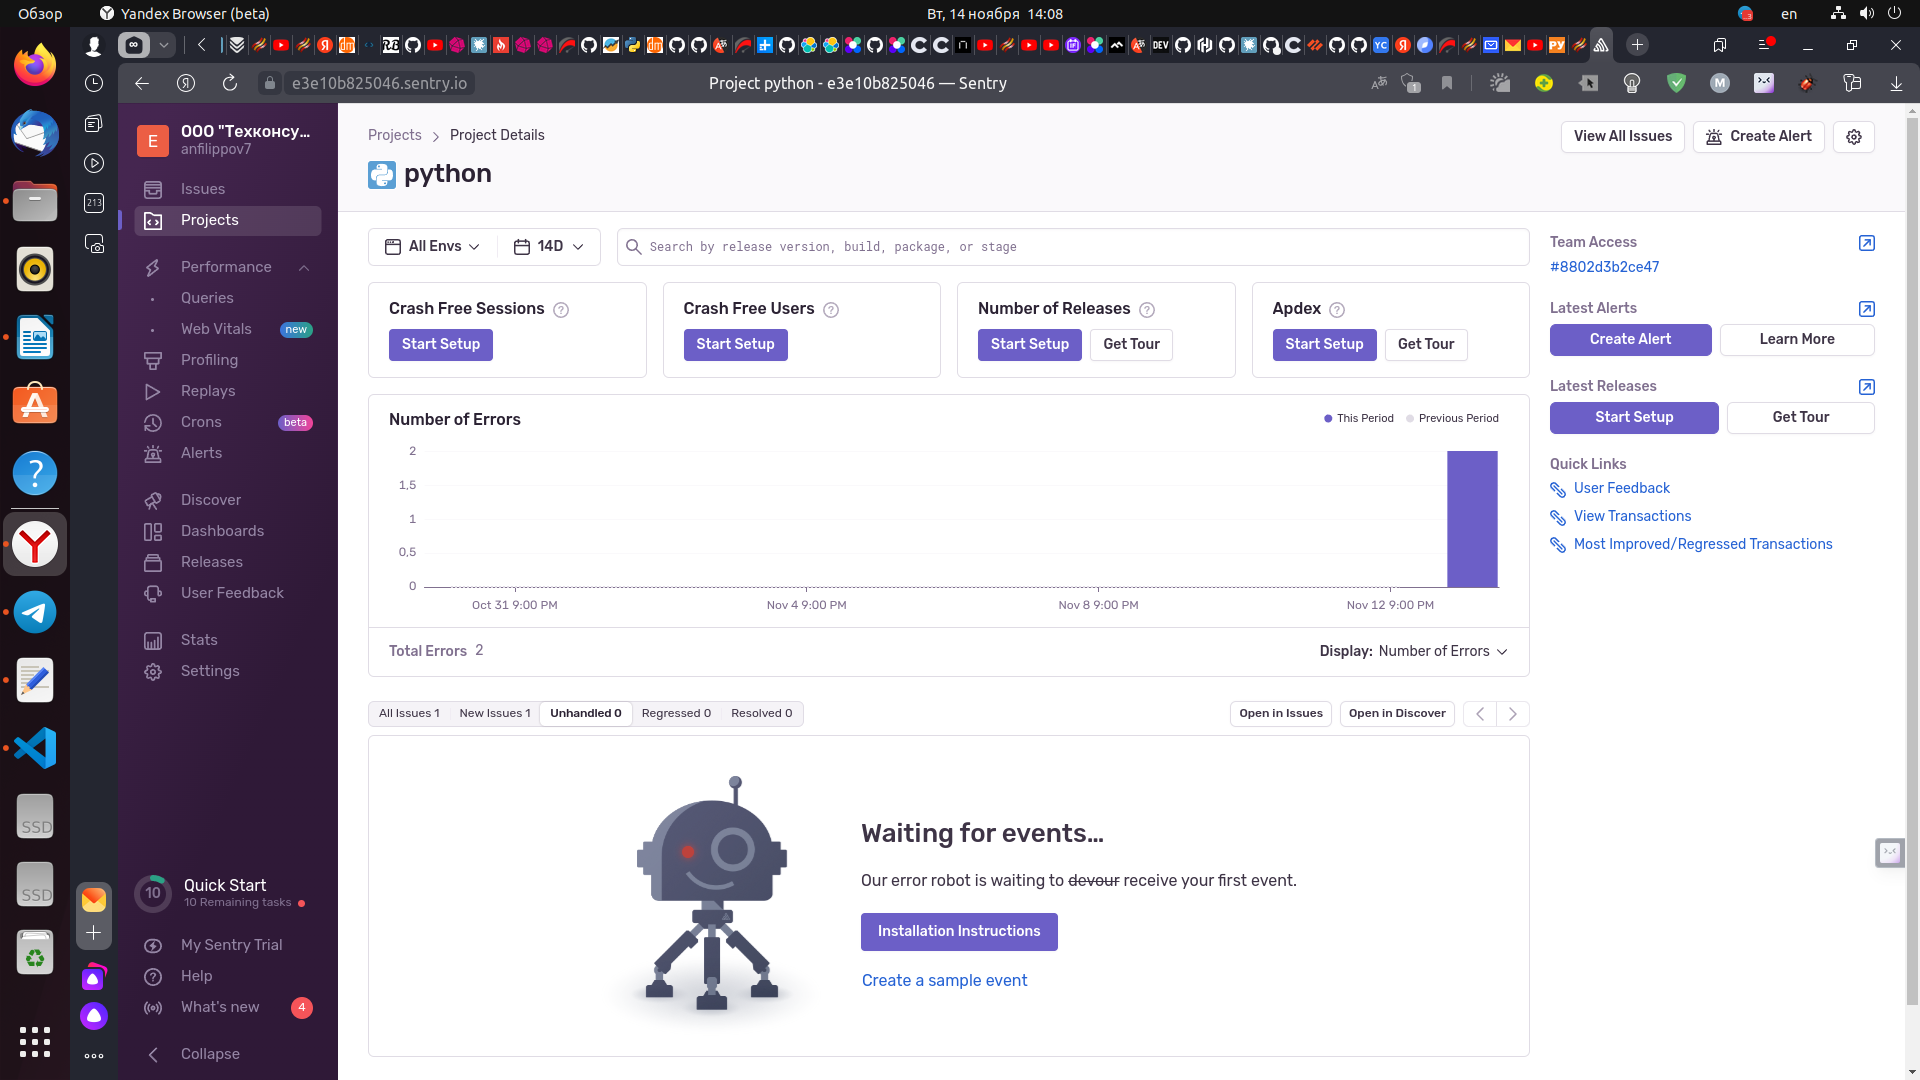 Обзор
Yandex Browser (beta)
Вт, 14 ноября 14:08
en
e3e10b825046.sentry.io
Project python - e3e10b825046 — Sentry
E
ООО "Техконсу...
anfilippov7
Issues
Projects
Performance
Queries
Web Vitals
new
Profiling
Replays
Crons
beta
Alerts
Discover
Dashboards
Releases
User Feedback
Stats
Settings
10
Quick Start
10 Remaining tasks
My Sentry Trial
Help
What's new
4
Collapse
Projects
Project Details
View All Issues
Create Alert
python
All Envs
14D
Search by release version, build, package, or stage
Crash Free Sessions
Start Setup
Crash Free Users
Start Setup
Number of Releases
Start Setup
Get Tour
Apdex
Start Setup
Get Tour
Number of Errors
This Period
Previous Period
2
1,5
1
0,5
0
Oct 31 9:00 PM
Nov 4 9:00 PM
Nov 8 9:00 PM
Nov 12 9:00 PM
Total Errors 2
Display: Number of Errors
All Issues 1
New Issues 1
Unhandled 0
Regressed 0
Resolved 0
Open in Issues
Open in Discover
Waiting for events...
Our error robot is waiting to devour receive your first event.
Installation Instructions
Create a sample event
Team Access
#8802d3b2ce47
Latest Alerts
Create Alert
Learn More
Latest Releases
Start Setup
Get Tour
Quick Links
User Feedback
View Transactions
Most Improved/Regressed Transactions
213
SSD
SSD